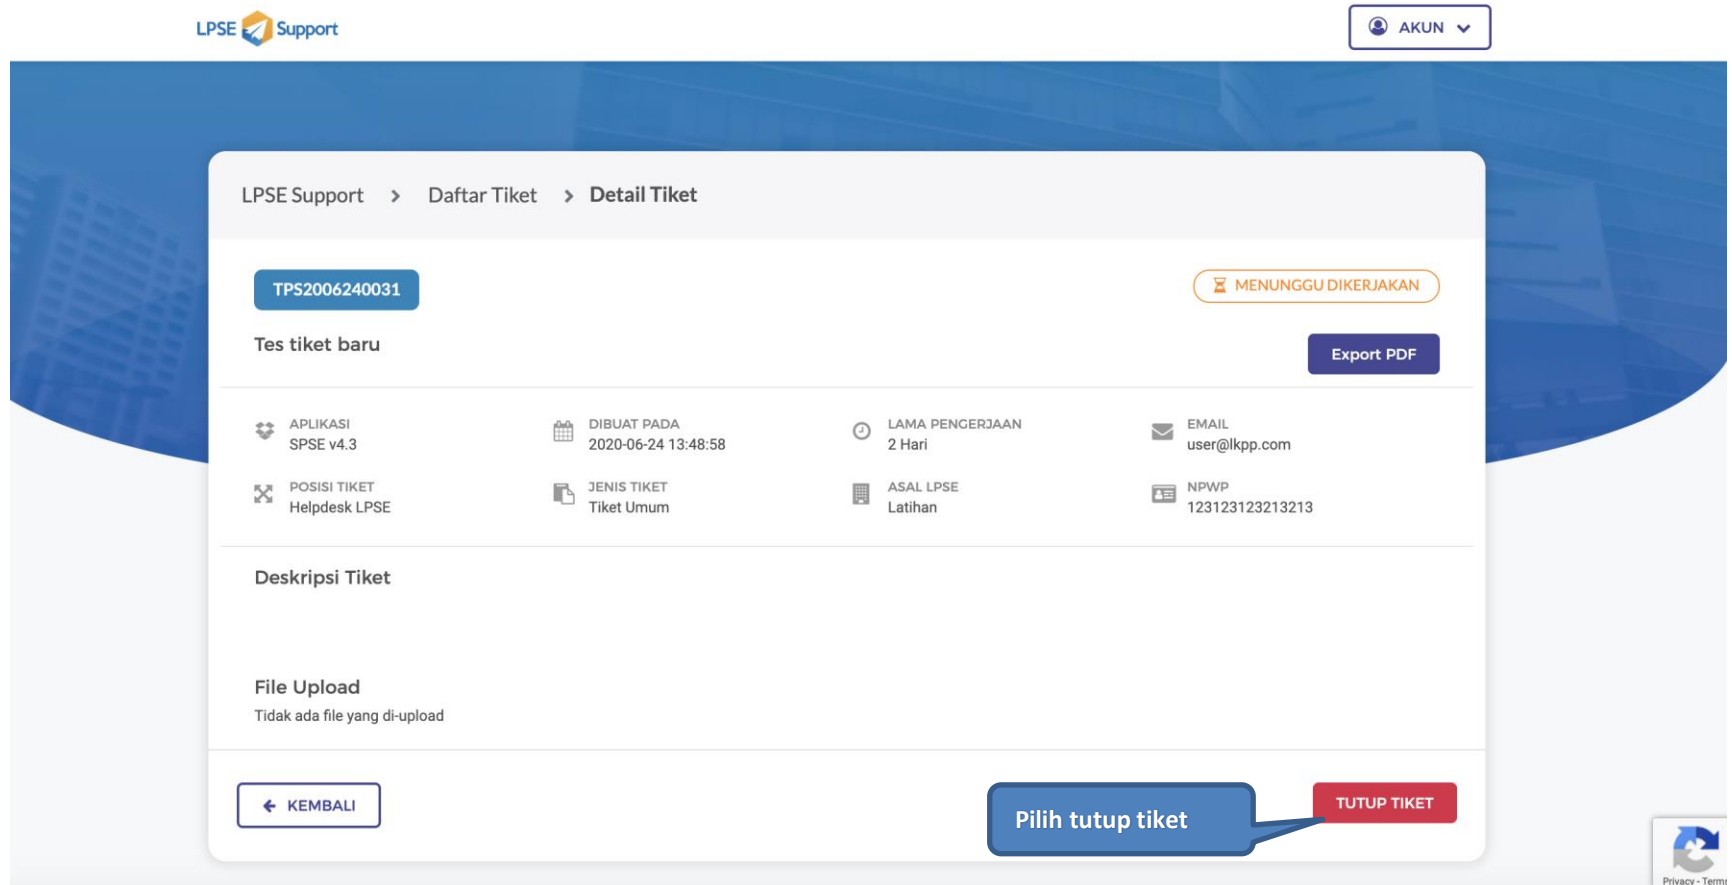 LPSE Support
AKUN
LPSE Support > Daftar Tiket > Detail Tiket
TPS2006240031
MENUNGGU DIKERJAKAN
Tes tiket baru
Export PDF
APLIKASI
SPSE v4.3
DIBUAT PADA
2020-06-24 13:48:58
LAMA PENGERJAAN
2 Hari
EMAIL
user@lkpp.com
POSISI TIKET
Helpdesk LPSE
JENIS TIKET
Tiket Umum
ASAL LPSE
Latihan
NPWP
123123123213213
Deskripsi Tiket
File Upload
Tidak ada file yang di-upload
KEMBALI
Pilih tutup tiket
TUTUP TIKET
Privacy - Terms